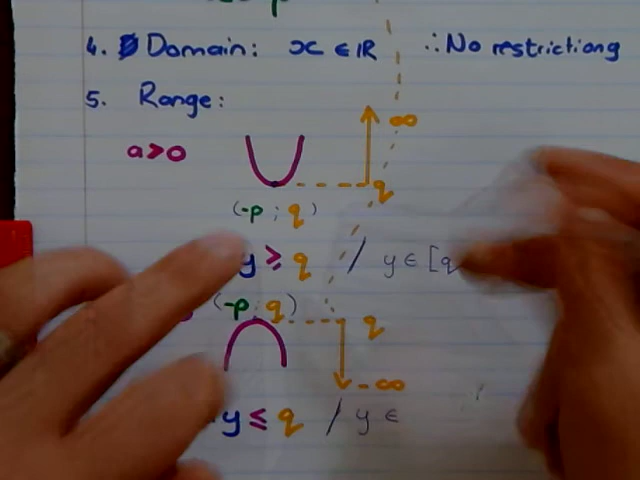 4. Domain: x ∈ ℝ ∴ No restrictions
5. Range:
a>0
∞
q
(-p ; q)
y ≥ q / y ∈ [q
(-p ; q)
q
-∞
y ≤ q / y ∈